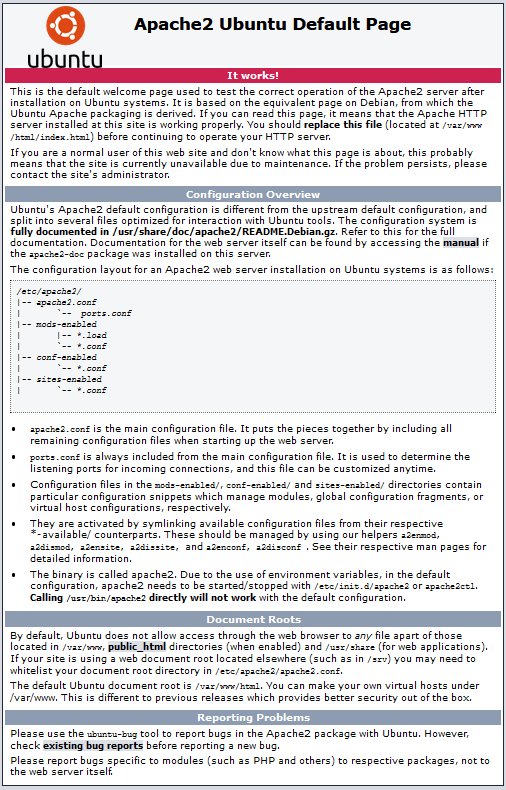 ubuntu
Apache2 Ubuntu Default Page
It works!
This is the default welcome page used to test the correct operation of the Apache2 server after
installation on Ubuntu systems. It is based on the equivalent page on Debian, from which the
Ubuntu Apache packaging is derived. If you can read this page, it means that the Apache HTTP
server installed at this site is working properly. You should replace this file (located at /var/www
/html/index.html) before continuing to operate your HTTP server.
If you are a normal user of this web site and don't know what this page is about, this probably
means that the site is currently unavailable due to maintenance. If the problem persists, please
contact the site's administrator.
Configuration Overview
Ubuntu's Apache2 default configuration is different from the upstream default configuration, and
split into several files optimized for interaction with Ubuntu tools. The configuration system is
fully documented in /usr/share/doc/apache2/README.Debian.gz. Refer to this for the full
documentation. Documentation for the web server itself can be found by accessing the manual if
the apache2-doc package was installed on this server.
The configuration layout for an Apache2 web server installation on Ubuntu systems is as follows:
/etc/apache2/
|-- apache2.conf
|       `--  ports.conf
|-- mods-enabled
|       |-- *.load
|       `-- *.conf
|-- conf-enabled
|       `-- *.conf
|-- sites-enabled
|       `-- *.conf
• apache2.conf is the main configuration file. It puts the pieces together by including all
remaining configuration files when starting up the web server.
• ports.conf is always included from the main configuration file. It is used to determine the
listening ports for incoming connections, and this file can be customized anytime.
• Configuration files in the mods-enabled/, conf-enabled/ and sites-enabled/ directories contain
particular configuration snippets which manage modules, global configuration fragments, or
virtual host configurations, respectively.
• They are activated by symlinking available configuration files from their respective
*-available/ counterparts. These should be managed by using our helpers a2enmod,
a2dismod, a2ensite, a2dissite, and a2enconf, a2disconf . See their respective man pages for
detailed information.
• The binary is called apache2. Due to the use of environment variables, in the default
configuration, apache2 needs to be started/stopped with /etc/init.d/apache2 or apache2ctl.
Calling /usr/bin/apache2 directly will not work with the default configuration.
Document Roots
By default, Ubuntu does not allow access through the web browser to any file apart of those
located in /var/www, public_html directories (when enabled) and /usr/share (for web applications).
If your site is using a web document root located elsewhere (such as in /srv) you may need to
whitelist your document root directory in /etc/apache2/apache2.conf.
The default Ubuntu document root is /var/www/html. You can make your own virtual hosts under
/var/www. This is different to previous releases which provides better security out of the box.
Reporting Problems
Please use the ubuntu-bug tool to report bugs in the Apache2 package with Ubuntu. However,
check existing bug reports before reporting a new bug.
Please report bugs specific to modules (such as PHP and others) to respective packages, not to
the web server itself.